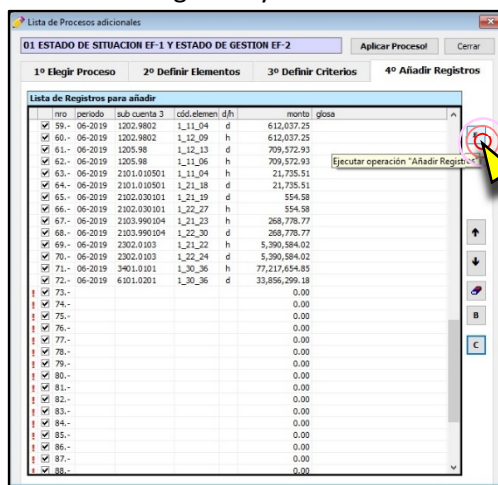 Lista de Procesos adicionales
01 ESTADO DE SITUACION EF-1 Y ESTADO DE GESTION EF-2 Aplicar Proceso! Cerrar
1º Elegir Proceso 2º Definir Elementos 3º Definir Criterios 4º Añadir Registros
Lista de Registros para añadir
nro periodo sub cuenta 3 cód.elemen d/h monto glosa
59.- 06-2019 1202.9802 1_11_04 d 612,037.25
60.- 06-2019 1202.9802 1_12_09 h 612,037.25
61.- 06-2019 1205.98 1_12_13 d 709,572.93
62.- 06-2019 1205.98 1_11_06 h 709,572.93 Ejecutar operación "Añadir Registros"
63.- 06-2019 2101.010501 1_11_04 h 21,735.51
64.- 06-2019 2101.010501 1_21_18 d 21,735.51
65.- 06-2019 2102.030101 1_21_19 d 554.58
66.- 06-2019 2102.030101 1_22_27 h 554.58
67.- 06-2019 2103.990104 1_21_23 h 268,778.77
68.- 06-2019 2103.990104 1_22_30 d 268,778.77
69.- 06-2019 2302.0103 1_21_22 h 5,390,584.02
70.- 06-2019 2302.0103 1_22_24 d 5,390,584.02
71.- 06-2019 3401.0101 1_30_36 h 77,217,654.85
72.- 06-2019 6101.0201 1_30_36 d 33,856,299.18
! 73.- 0.00
! 74.- 0.00
! 75.- 0.00
! 76.- 0.00
! 77.- 0.00
! 78.- 0.00
! 79.- 0.00
! 80.- 0.00
! 81.- 0.00
! 82.- 0.00
! 83.- 0.00
! 84.- 0.00
! 85.- 0.00
! 86.- 0.00
! 87.- 0.00
! 88.- 0.00
B
C